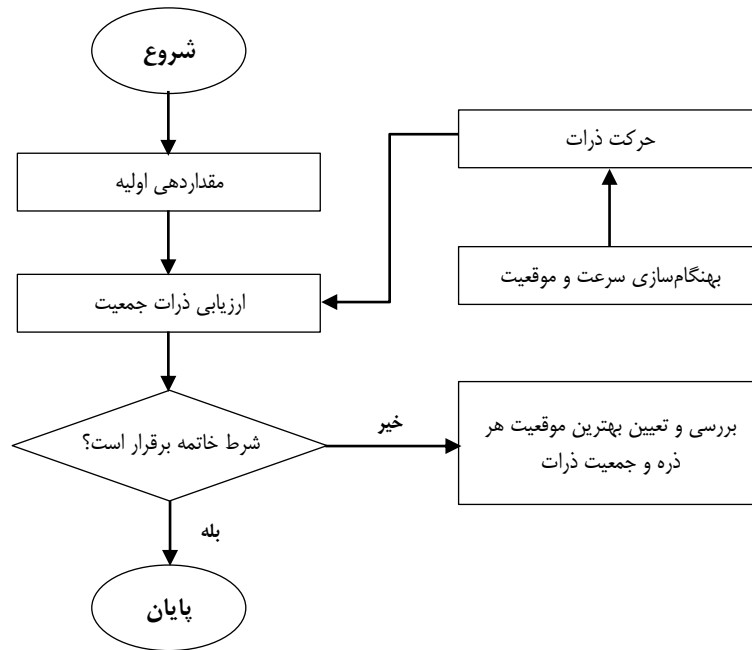 شروع
مقداردهی اولیه
ارزیابی ذرات جمعیت
شرط خاتمه برقرار است؟
بله
پایان
خیر
بررسی و تعیین بهترین موقعیت هر
ذره و جمعیت ذرات
بهنگام‌سازی سرعت و موقعیت
حرکت ذرات